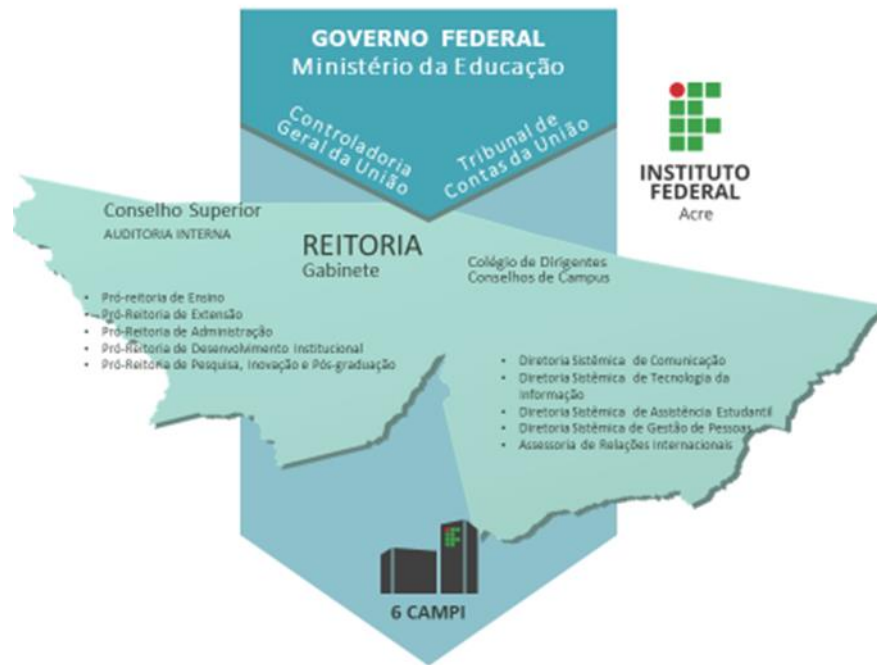 GOVERNO FEDERAL
Ministério da Educação
Controladoria
Geral da União
Tribunal de
Contas da União
INSTITUTO
FEDERAL
Acre
Conselho Superior
AUDITORIA INTERNA
REITORIA
Gabinete
Colégio de Dirigentes
Conselhos de Campus
• Pró-reitoria de Ensino
• Pró-Reitoria de Extensão
• Pró-Reitoria de Administração
• Pró-Reitoria de Desenvolvimento Institucional
• Pró-Reitoria de Pesquisa, Inovação e Pós-graduação
• Diretoria Sistêmica de Comunicação
• Diretoria Sistêmica de Tecnologia da
Informação
• Diretoria Sistêmica de Assistência Estudantil
• Diretoria Sistêmica de Gestão de Pessoas
• Assessoria de Relações Internacionais
6 CAMPI